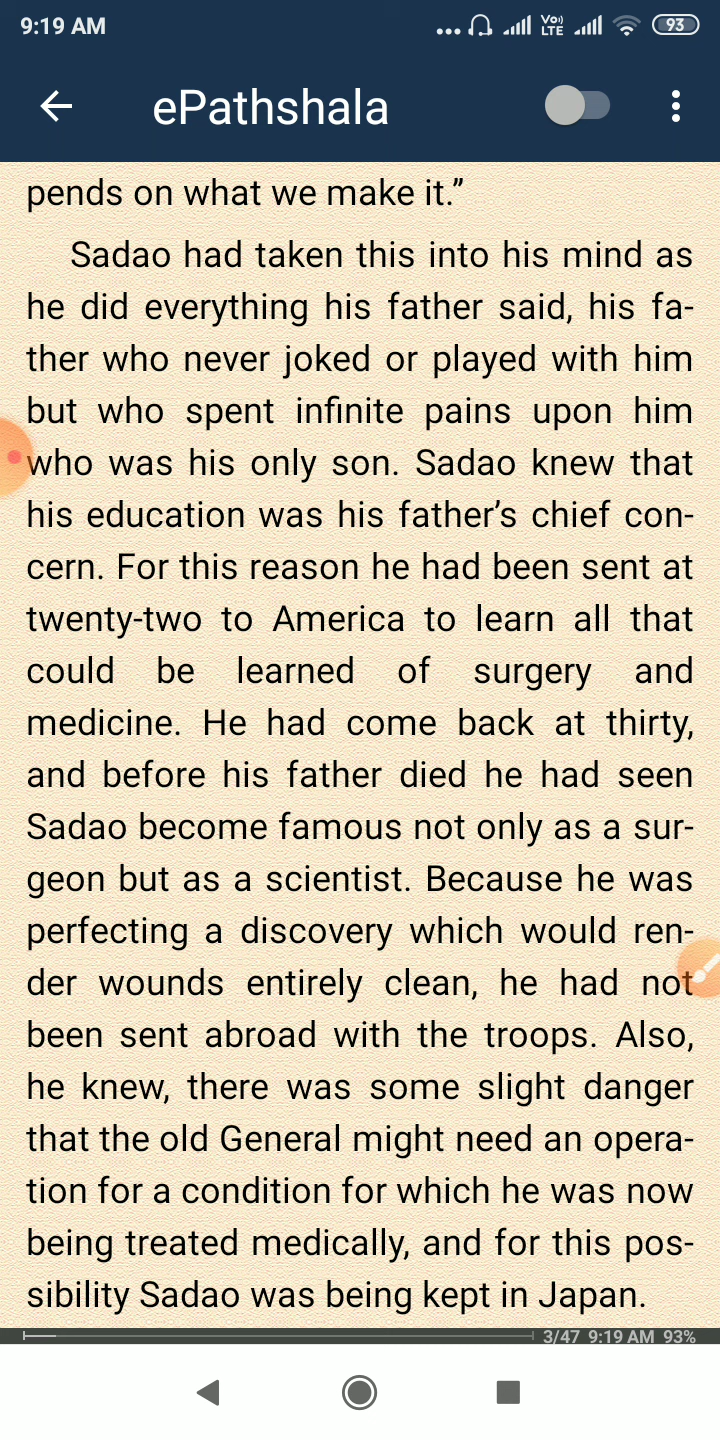 9:19 AM ... Vo)) LTE 93
ePathshala
pends on what we make it.”
Sadao had taken this into his mind as
he did everything his father said, his fa-
ther who never joked or played with him
but who spent infinite pains upon him
who was his only son. Sadao knew that
his education was his father’s chief con-
cern. For this reason he had been sent at
twenty-two to America to learn all that
could be learned of surgery and
medicine. He had come back at thirty,
and before his father died he had seen
Sadao become famous not only as a sur-
geon but as a scientist. Because he was
perfecting a discovery which would ren-
der wounds entirely clean, he had not
been sent abroad with the troops. Also,
he knew, there was some slight danger
that the old General might need an opera-
tion for a condition for which he was now
being treated medically, and for this pos-
sibility Sadao was being kept in Japan.
3/47 9:19 AM 93%